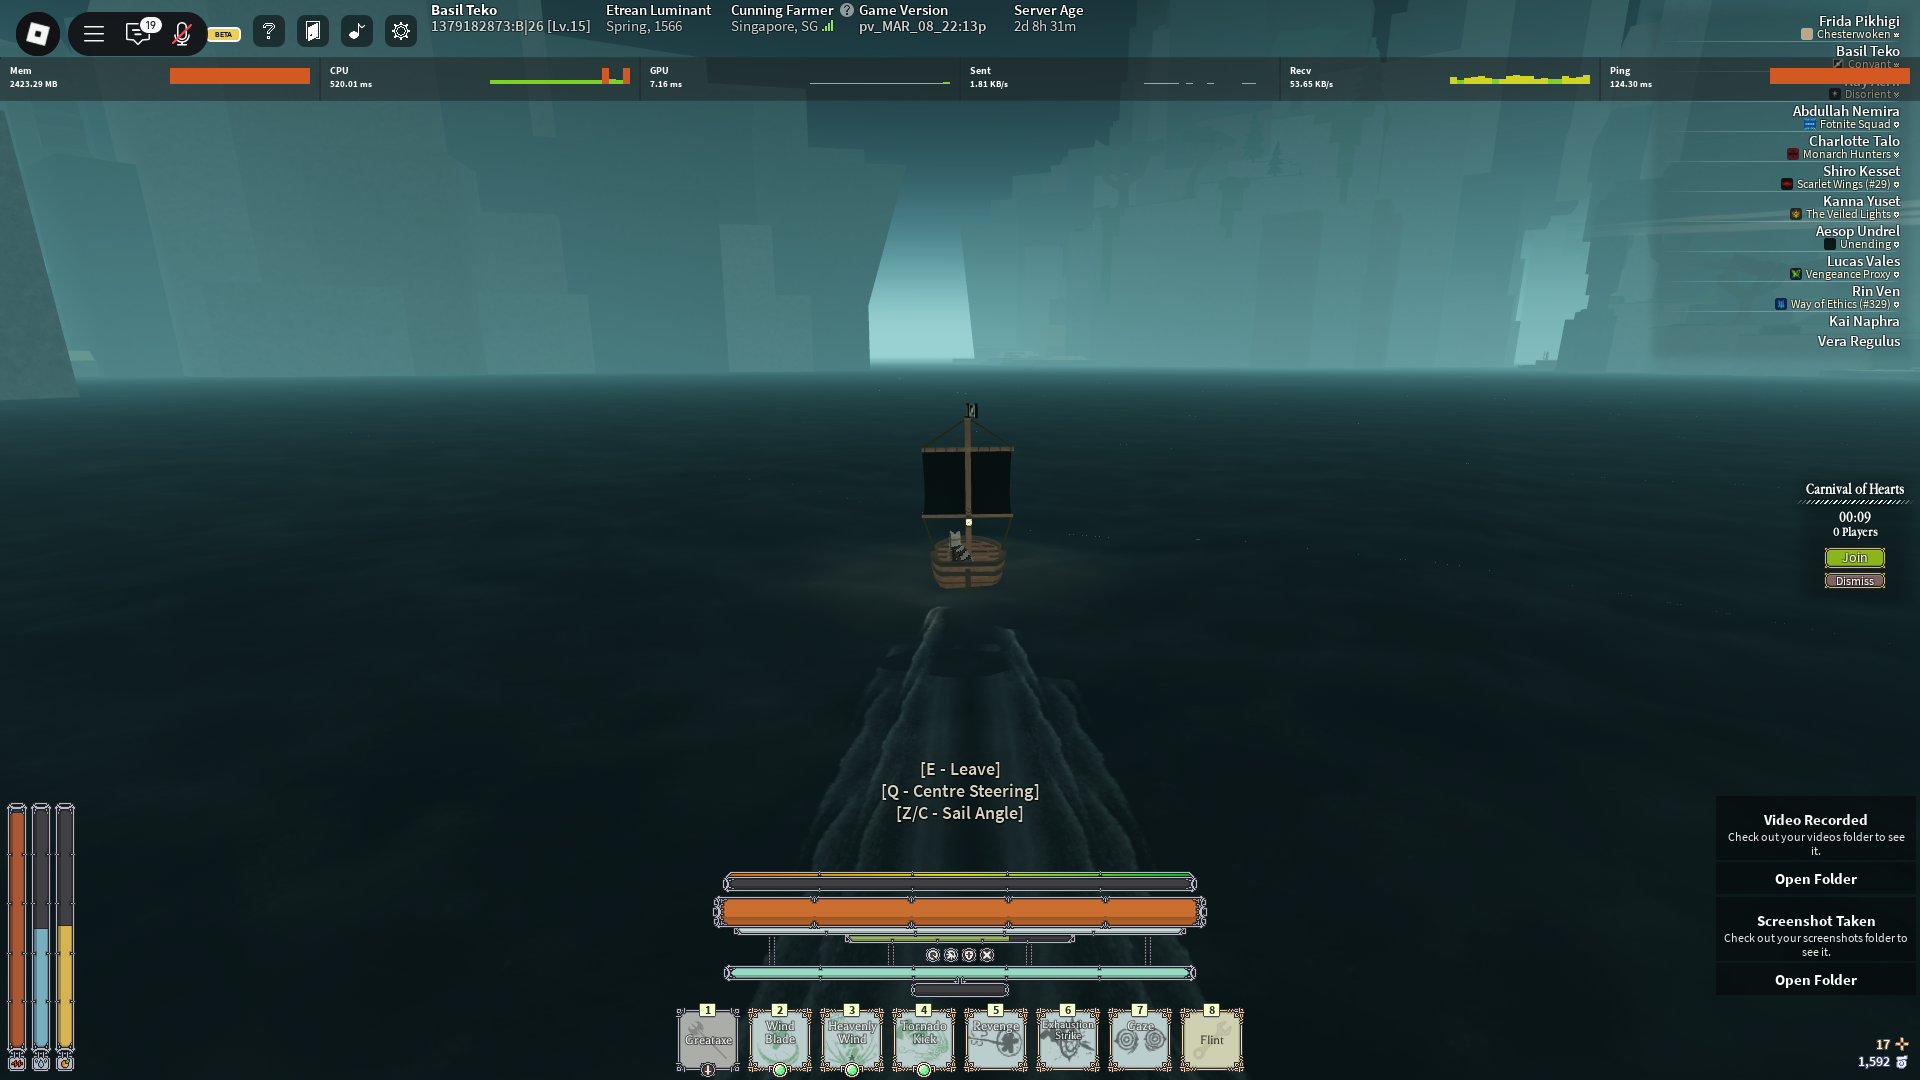 19
BETA
?
Basil Teko
1379182873:B|26 [Lv.15]
Etrean Luminant
Spring, 1566
Cunning Farmer
Singapore, SG
?
Game Version
pv_MAR_08_22:13p
Server Age
2d 8h 31m
Mem
2423.29 MB
CPU
520.01 ms
GPU
7.16 ms
Sent
1.81 KB/s
Recv
53.65 KB/s
Ping
124.30 ms
Frida Pikhigi
Chesterwoken
Basil Teko
Convant
Disorient
Abdullah Nemira
Fotnite Squad
Charlotte Talo
Monarch Hunters
Shiro Kesset
Scarlet Wings (#29)
Kanna Yuset
The Veiled Lights
Aesop Undrel
Unending
Lucas Vales
Vengeance Proxy
Rin Ven
Way of Ethics (#329)
Kai Naphra
Vera Regulus
Carnival of Hearts
00:09
0 Players
Join
Dismiss
[E - Leave]
[Q - Centre Steering]
[Z/C - Sail Angle]
Video Recorded
Check out your videos folder to see
it.
Open Folder
Screenshot Taken
Check out your screenshots folder to
see it.
Open Folder
1
Greataxe
2
Wind
Blade
3
Heavenly
Wind
4
Tornado
Kick
5
Revenge
6
Exhaustion
Strike
7
Gaze
8
Flint
17
1,592